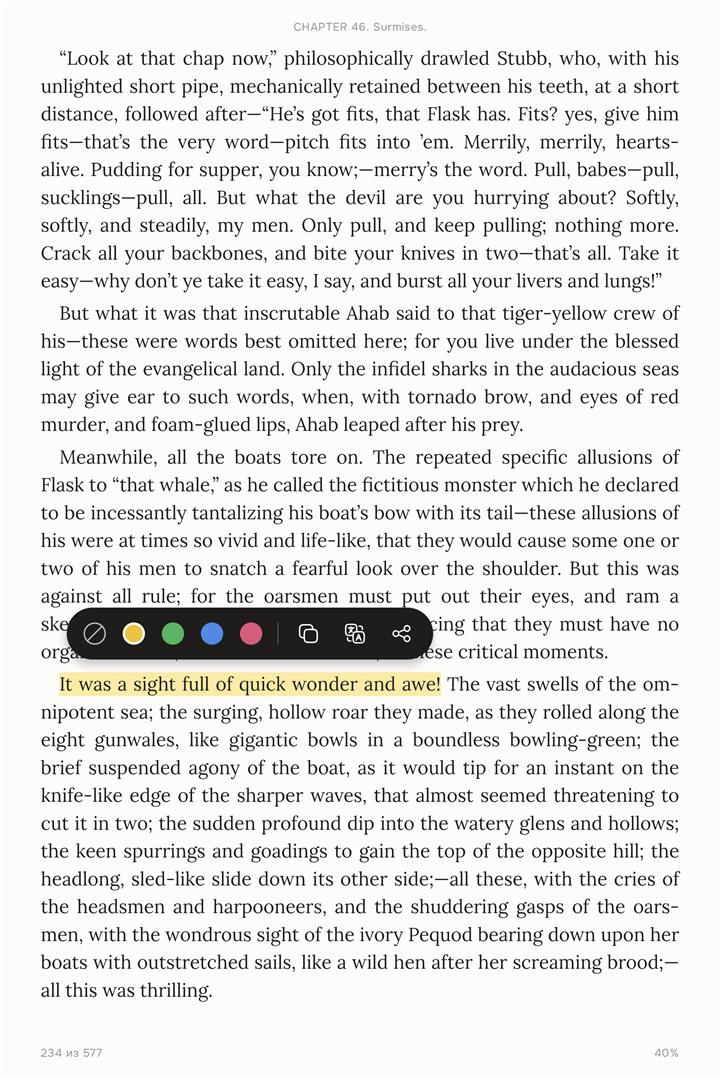 CHAPTER 46. Surmises.
“Look at that chap now,” philosophically drawled Stubb, who, with his
unlighted short pipe, mechanically retained between his teeth, at a short
distance, followed after—“He’s got fits, that Flask has. Fits? yes, give him
fits—that’s the very word—pitch fits into ’em. Merrily, merrily, hearts-
alive. Pudding for supper, you know;—merry’s the word. Pull, babes—pull,
sucklings—pull, all. But what the devil are you hurrying about? Softly,
softly, and steadily, my men. Only pull, and keep pulling; nothing more.
Crack all your backbones, and bite your knives in two—that’s all. Take it
easy—why don’t ye take it easy, I say, and burst all your livers and lungs!”
But what it was that inscrutable Ahab said to that tiger-yellow crew of
his—these were words best omitted here; for you live under the blessed
light of the evangelical land. Only the infidel sharks in the audacious seas
may give ear to such words, when, with tornado brow, and eyes of red
murder, and foam-glued lips, Ahab leaped after his prey.
Meanwhile, all the boats tore on. The repeated specific allusions of
Flask to “that whale,” as he called the fictitious monster which he declared
to be incessantly tantalizing his boat’s bow with its tail—these allusions of
his were at times so vivid and life-like, that they would cause some one or
two of his men to snatch a fearful look over the shoulder. But this was
against all rule; for the oarsmen must put out their eyes, and ram a
that they must have no
critical moments.
It was a sight full of quick wonder and awe! The vast swells of the om-
nipotent sea; the surging, hollow roar they made, as they rolled along the
eight gunwales, like gigantic bowls in a boundless bowling-green; the
brief suspended agony of the boat, as it would tip for an instant on the
knife-like edge of the sharper waves, that almost seemed threatening to
cut it in two; the sudden profound dip into the watery glens and hollows;
the keen spurrings and goadings to gain the top of the opposite hill; the
headlong, sled-like slide down its other side;—all these, with the cries of
the headsmen and harpooneers, and the shuddering gasps of the oars-
men, with the wondrous sight of the ivory Pequod bearing down upon her
boats with outstretched sails, like a wild hen after her screaming brood;—
all this was thrilling.
234 из 577
40%